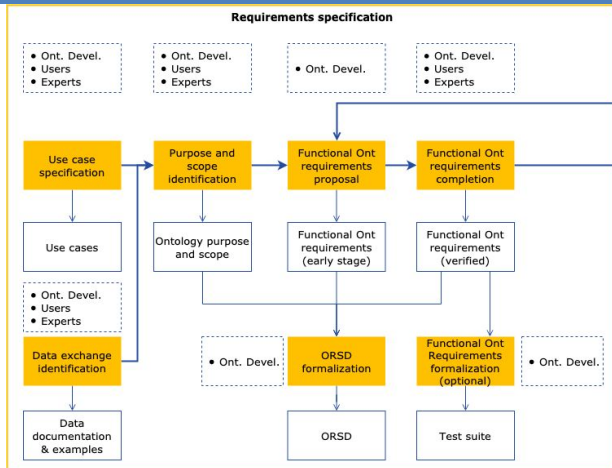 Requirements specification
• Ont. Devel.
• Users
• Experts
• Ont. Devel.
• Users
• Experts
• Ont. Devel.
• Ont. Devel.
• Users
• Experts
Use case
specification
Purpose and
scope
identification
Functional Ont
requirements
proposal
Functional Ont
requirements
completion
Use cases
Ontology purpose
and scope
Functional Ont
requirements
(early stage)
Functional Ont
requirements
(verified)
• Ont. Devel.
• Users
• Experts
Data exchange
identification
• Ont. Devel.
ORSD
formalization
Functional Ont
Requirements
formalization
(optional)
• Ont. Devel.
Data
documentation
& examples
ORSD
Test suite